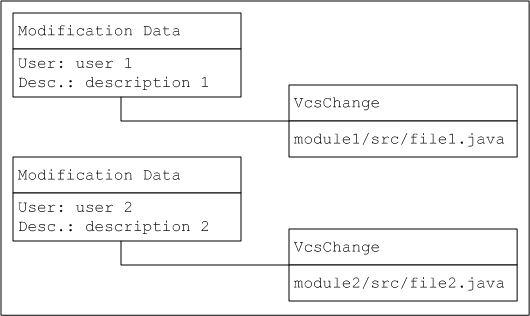 Modification Data
User: user 1
Desc.: description 1
VcsChange
module1/src/file1.java
Modification Data
User: user 2
Desc.: description 2
VcsChange
module2/src/file2.java